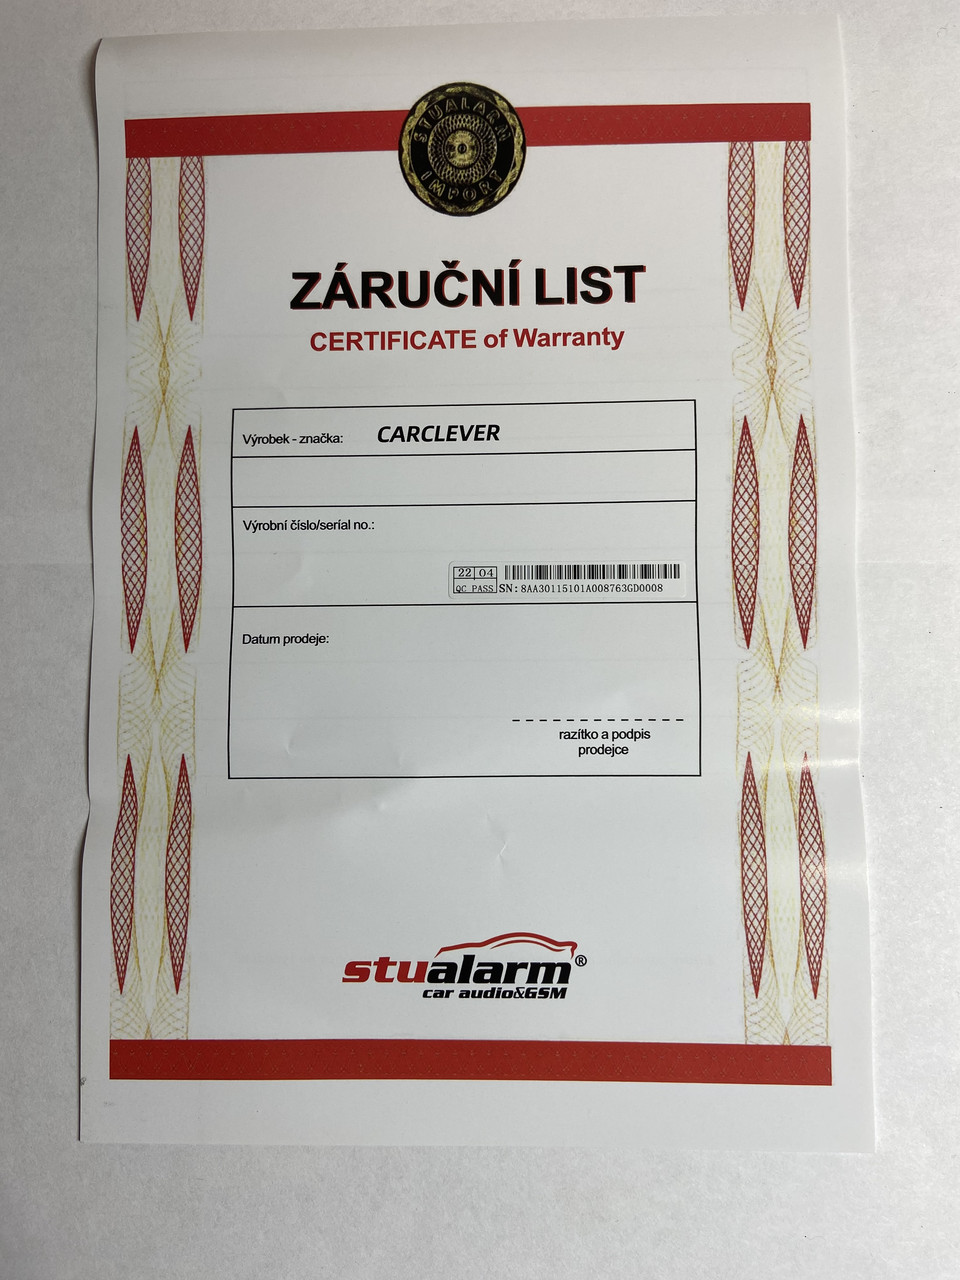 STUALARM
IMPORT
ZÁRUČNÍ LIST
CERTIFICATE of Warranty
Výrobek - značka: CARCLEVER
Výrobní číslo/seriál no.:
22 04
QC PASS SN: 8AA30115101A008763GD0008
Datum prodeje:
razítko a podpis
prodejce
stualarm®
car audio&GSM